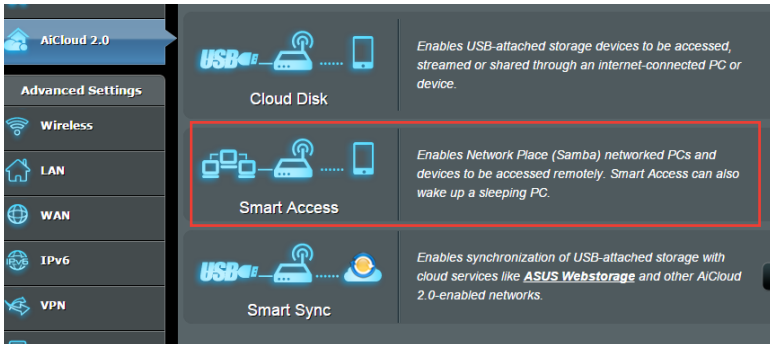 AiCloud 2.0
Advanced Settings
Wireless
LAN
WAN
IPv6
VPN
USB
Cloud Disk
Enables USB-attached storage devices to be accessed,
streamed or shared through an internet-connected PC or
device.
Smart Access
Enables Network Place (Samba) networked PCs and
devices to be accessed remotely. Smart Access can also
wake up a sleeping PC.
USB
Smart Sync
Enables synchronization of USB-attached storage with
cloud services like ASUS Webstorage and other AiCloud
2.0-enabled networks.